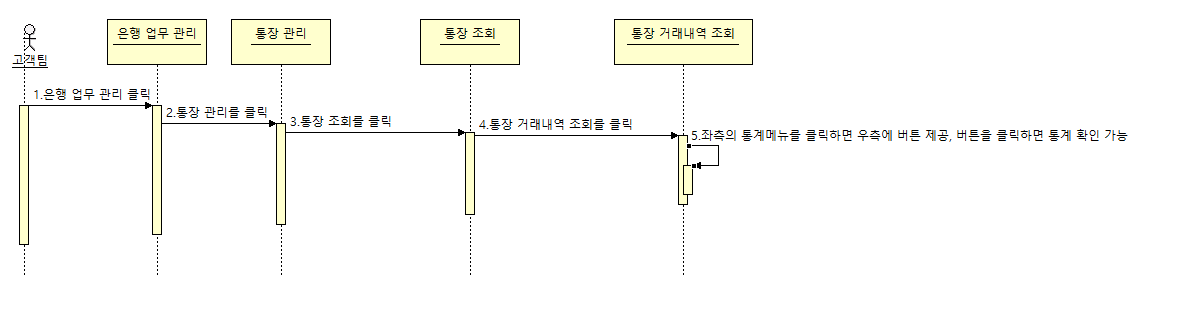 고객팀
은행 업무 관리
통장 관리
통장 조회
통장 거래내역 조회
1.은행 업무 관리 클릭
2.통장 관리를 클릭
3.통장 조회를 클릭
4.통장 거래내역 조회를 클릭
5.좌측의 통계메뉴를 클릭하면 우측에 버튼 제공, 버튼을 클릭하면 통계 확인 가능